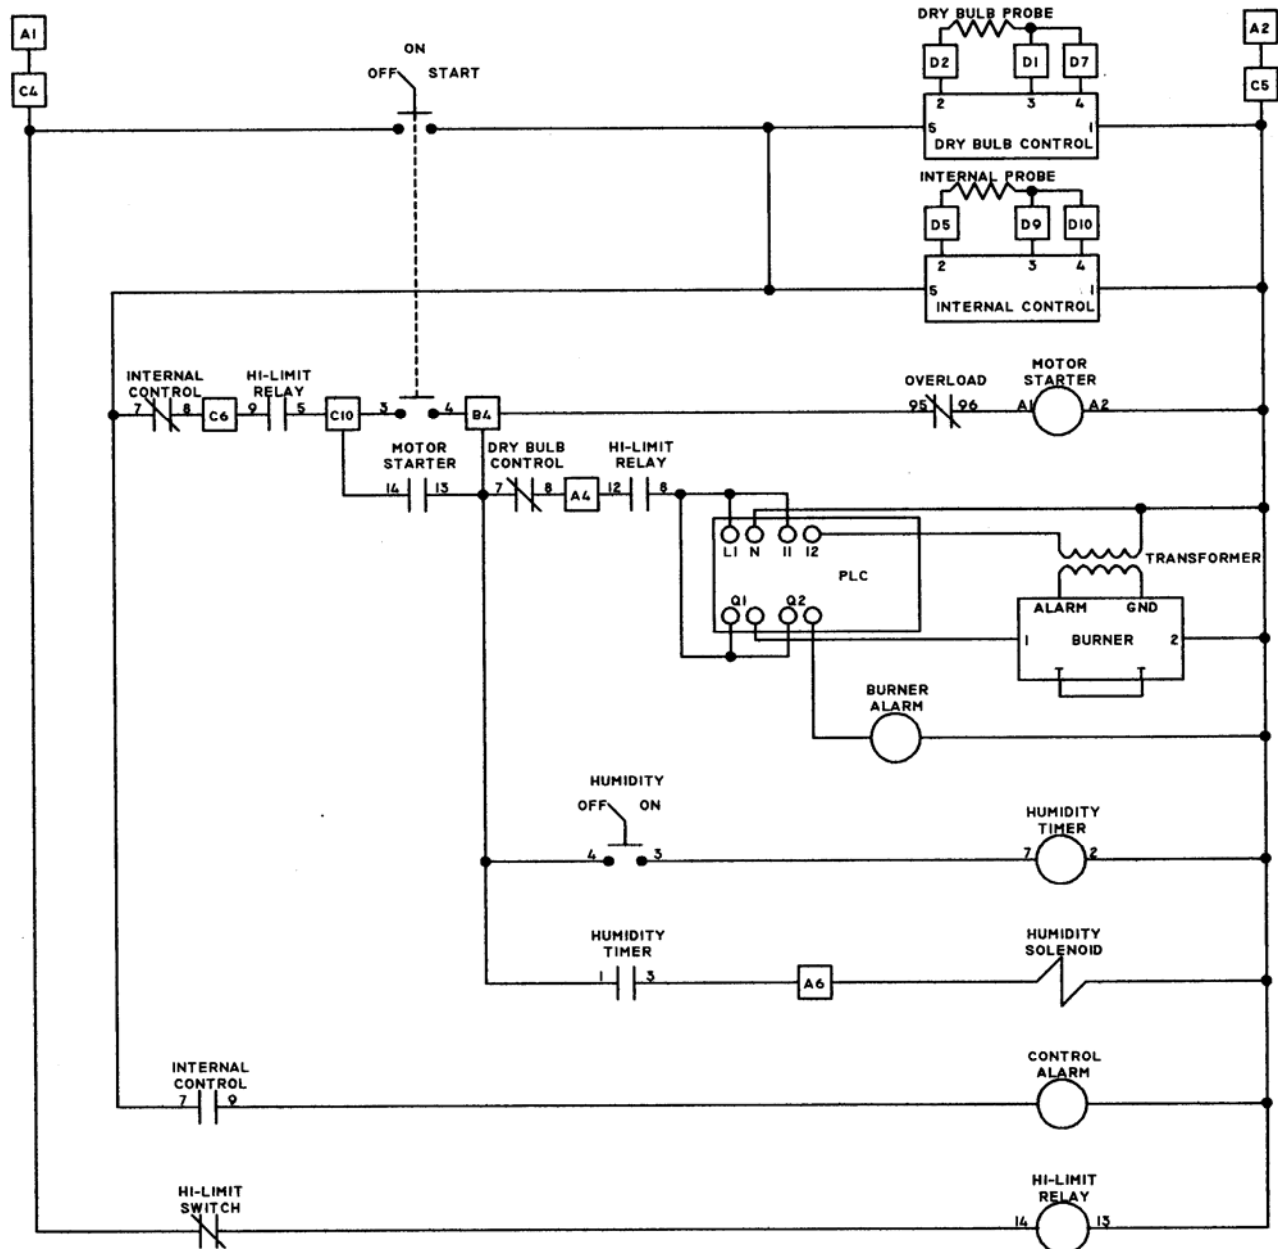 A1
C4
ON
OFF START
DRY BULB PROBE
D2 D1 D7
2 3 4
5 1
DRY BULB CONTROL
A2
C5
INTERNAL PROBE
D5 D9 D10
2 3 4
5 1
INTERNAL CONTROL
INTERNAL
CONTROL
7 8
C6
HI-LIMIT
RELAY
9 5
C10
3 4
B4
OVERLOAD
95 96
MOTOR
STARTER
A1 A2
MOTOR
STARTER
14 13
DRY BULB
CONTROL
7 8
A4
HI-LIMIT
RELAY
12 8
L1 N I1 I2
PLC
Q1 Q2
TRANSFORMER
ALARM GND
1 BURNER 2
T T
BURNER
ALARM
HUMIDITY
OFF ON
4 3
HUMIDITY
TIMER
7 2
HUMIDITY
TIMER
1 3
A6
HUMIDITY
SOLENOID
INTERNAL
CONTROL
7 9
CONTROL
ALARM
HI-LIMIT
SWITCH
HI-LIMIT
RELAY
14 13